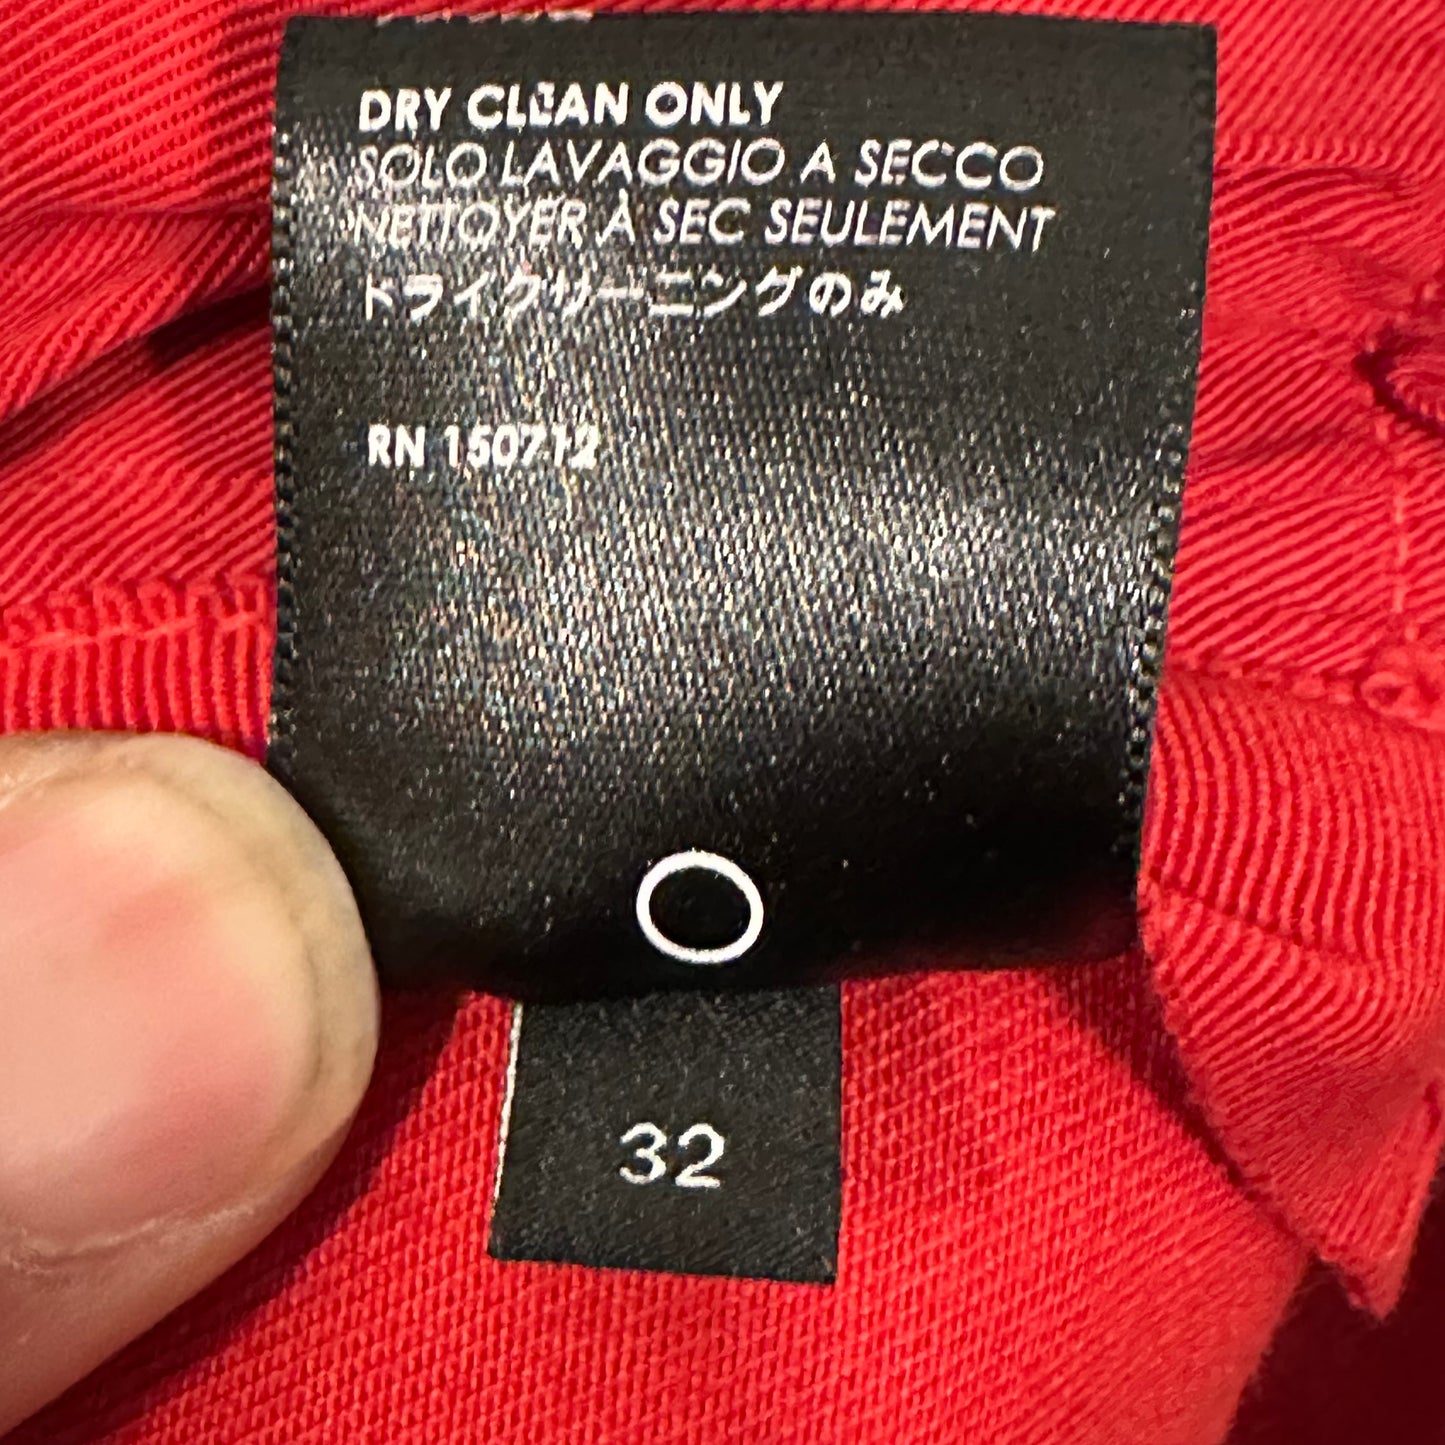 DRY CLEAN ONLY
SOLO LAVAGGIO A SECCO
NETTOYER À SEC SEULEMENT
ドライクリーニングのみ
RN 150712
32